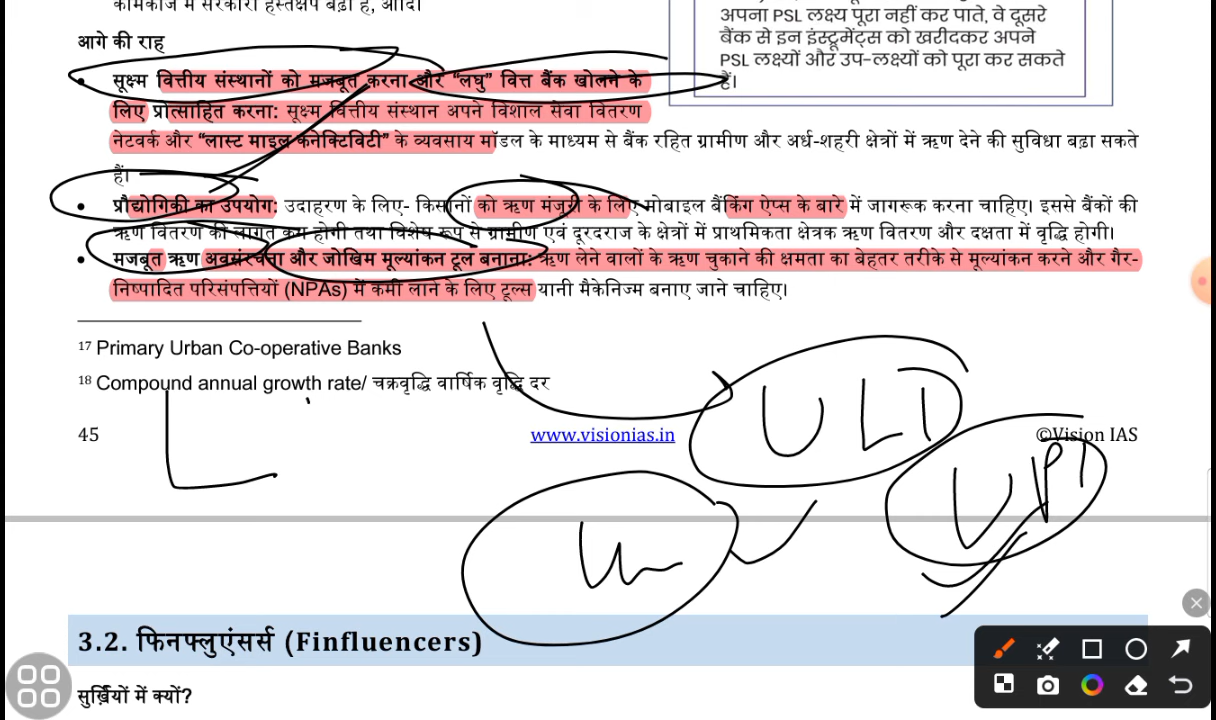 कामकाज में सरकारी हस्तक्षेप बढ़ा है, आदि।
अपना PSL लक्ष्य पूरा नहीं कर पाते, वे दूसरे
बैंक से इन इंस्ट्रूमेंट्स को खरीदकर अपने
PSL लक्ष्यों और उप-लक्ष्यों को पूरा कर सकते
हैं।
आगे की राह
• सूक्ष्म वित्तीय संस्थानों को मजबूत करना और “लघु” वित्त बैंक खोलने के
लिए प्रोत्साहित करना: सूक्ष्म वित्तीय संस्थान अपने विशाल सेवा वितरण
नेटवर्क और “लास्ट माइल कनेक्टिविटी” के व्यवसाय मॉडल के माध्यम से बैंक रहित ग्रामीण और अर्ध-शहरी क्षेत्रों में ऋण देने की सुविधा बढ़ा सकते
हैं।
• प्रौद्योगिकी का उपयोग: उदाहरण के लिए- किसानों को ऋण मंजूरी के लिए मोबाइल बैंकिंग ऐप्स के बारे में जागरूक करना चाहिए। इससे बैंकों की
ऋण वितरण की लागत कम होगी तथा विशेष रूप से ग्रामीण एवं दूरदराज के क्षेत्रों में प्राथमिकता क्षेत्रक ऋण वितरण और दक्षता में वृद्धि होगी।
• मजबूत ऋण अवसंरचना और जोखिम मूल्यांकन टूल बनाना: ऋण लेने वालों के ऋण चुकाने की क्षमता का बेहतर तरीके से मूल्यांकन करने और गैर-
निष्पादित परिसंपत्तियों (NPAs) में कमी लाने के लिए टूल्स यानी मैकेनिज्म बनाए जाने चाहिए।
17 Primary Urban Co-operative Banks
18 Compound annual growth rate/ चक्रवृद्धि वार्षिक वृद्धि दर
ULI
45 www.visionias.in ©Vision IAS
UPI
3.2. फिनफ्लुएंसर्स (Finfluencers)
सुर्ख़ियों में क्यों?